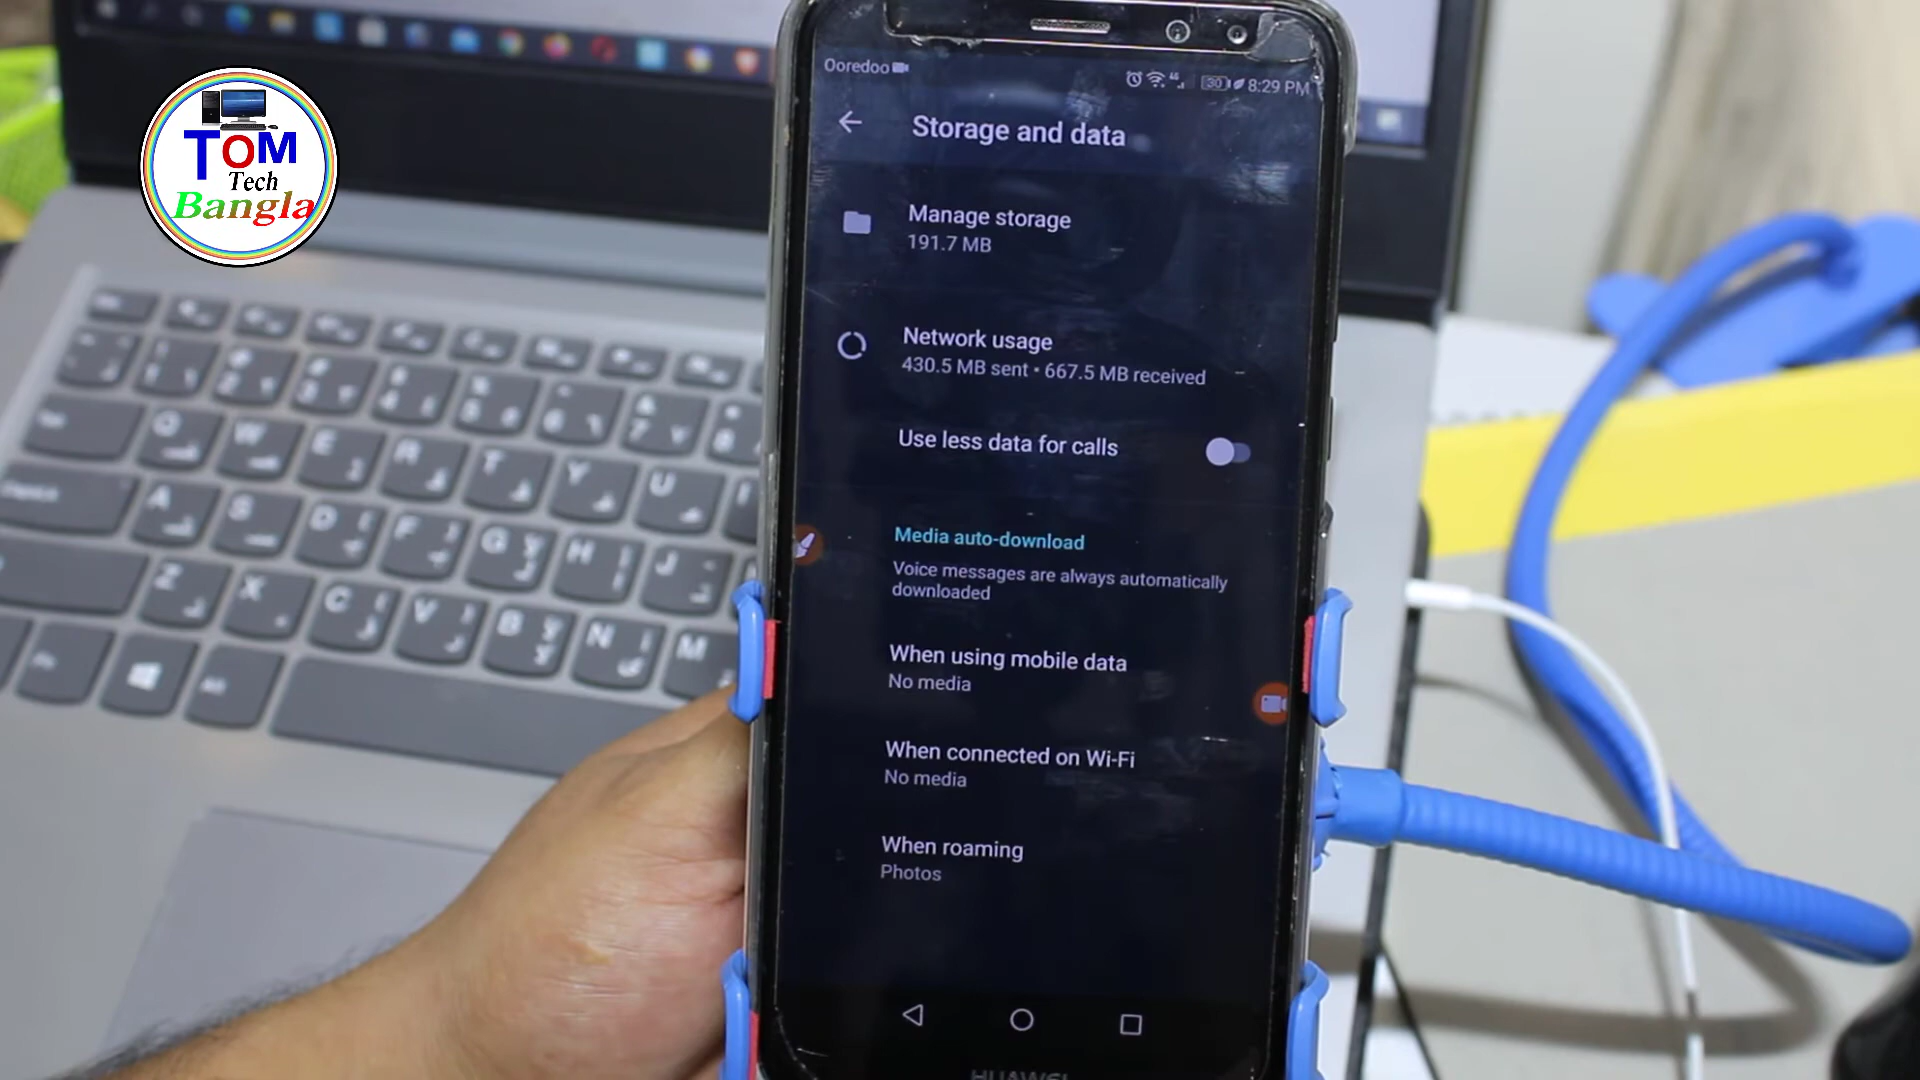 TOM
Tech
Bangla
Ooredoo
30
8:29 PM
Storage and data
Manage storage
191.7 MB
Network usage
430.5 MB sent • 667.5 MB received
Use less data for calls
Media auto-download
Voice messages are always automatically
downloaded
When using mobile data
No media
When connected on Wi-Fi
No media
When roaming
Photos
HUAWEI
Q W E R T Y U
A S D F G H J
Z X C V B N M